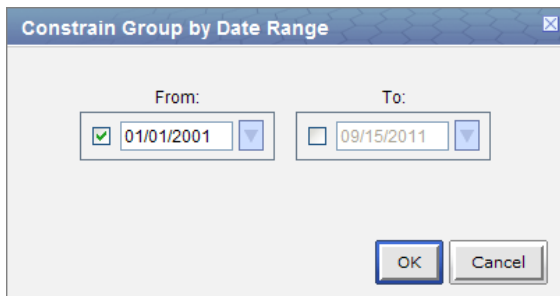 Constrain Group by Date Range
From: To:
01/01/2001 09/15/2011
OK Cancel